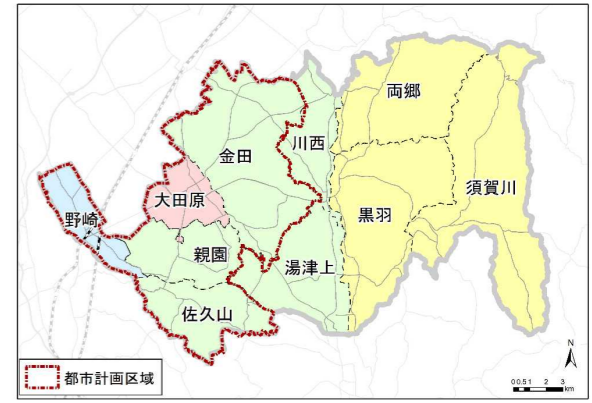 両郷
川西
金田
須賀川
大田原
黒羽
野崎
親園
湯津上
佐久山
N
都市計画区域
0 0.5 1 2 3
km